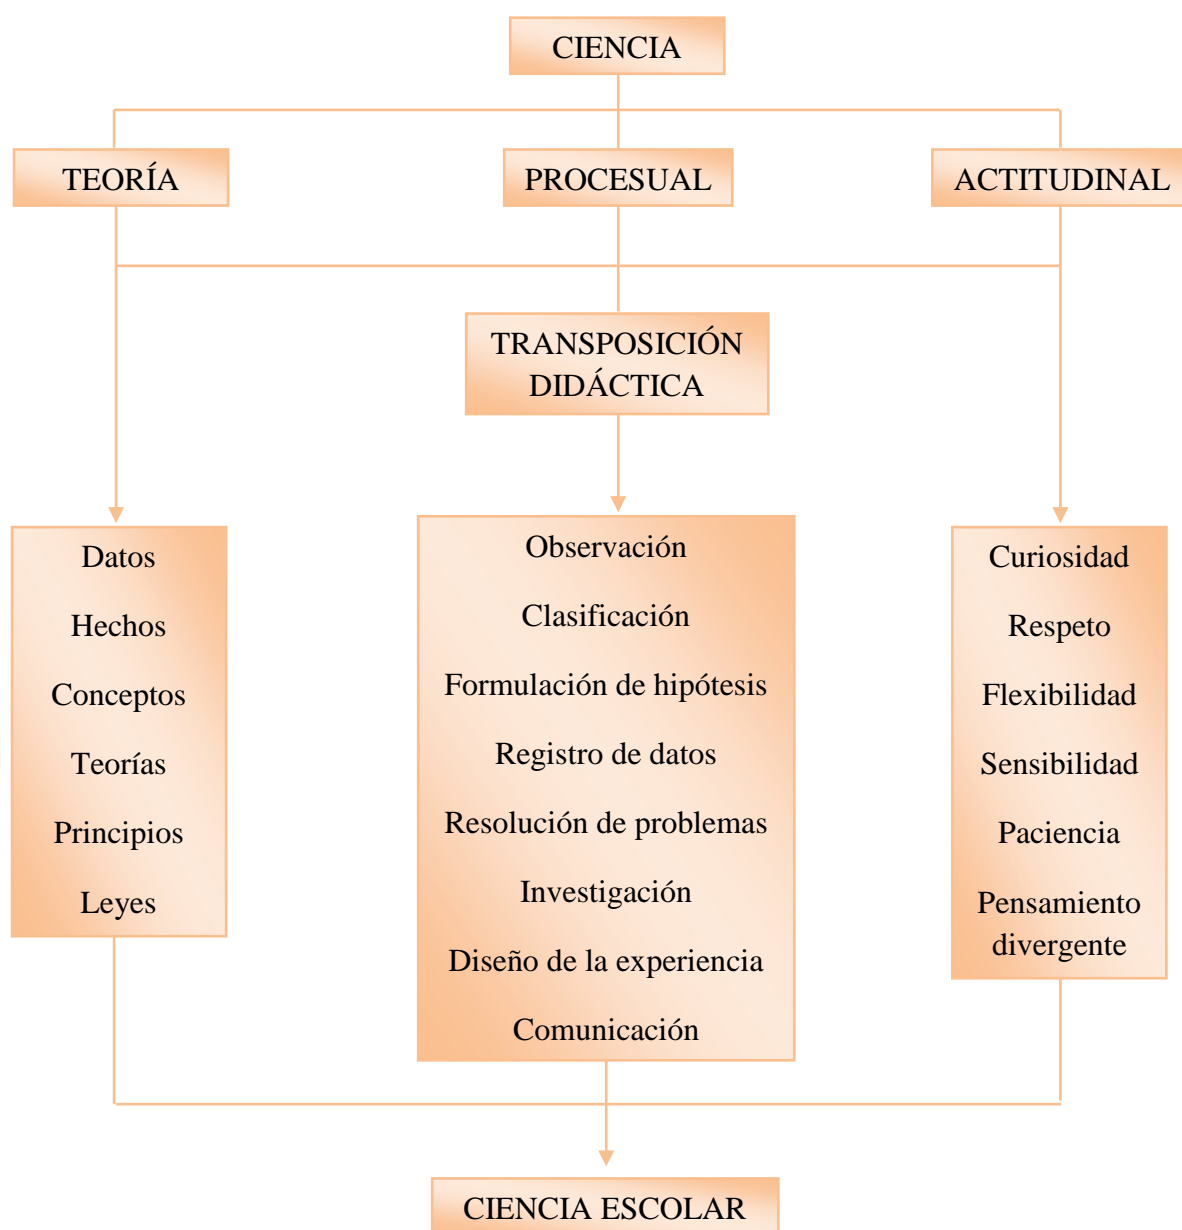 CIENCIA
TEORÍA
PROCESUAL
ACTITUDINAL
TRANSPOSICIÓN
DIDÁCTICA
Datos
Hechos
Conceptos
Teorías
Principios
Leyes
Observación
Clasificación
Formulación de hipótesis
Registro de datos
Resolución de problemas
Investigación
Diseño de la experiencia
Comunicación
Curiosidad
Respeto
Flexibilidad
Sensibilidad
Paciencia
Pensamiento
divergente
CIENCIA ESCOLAR